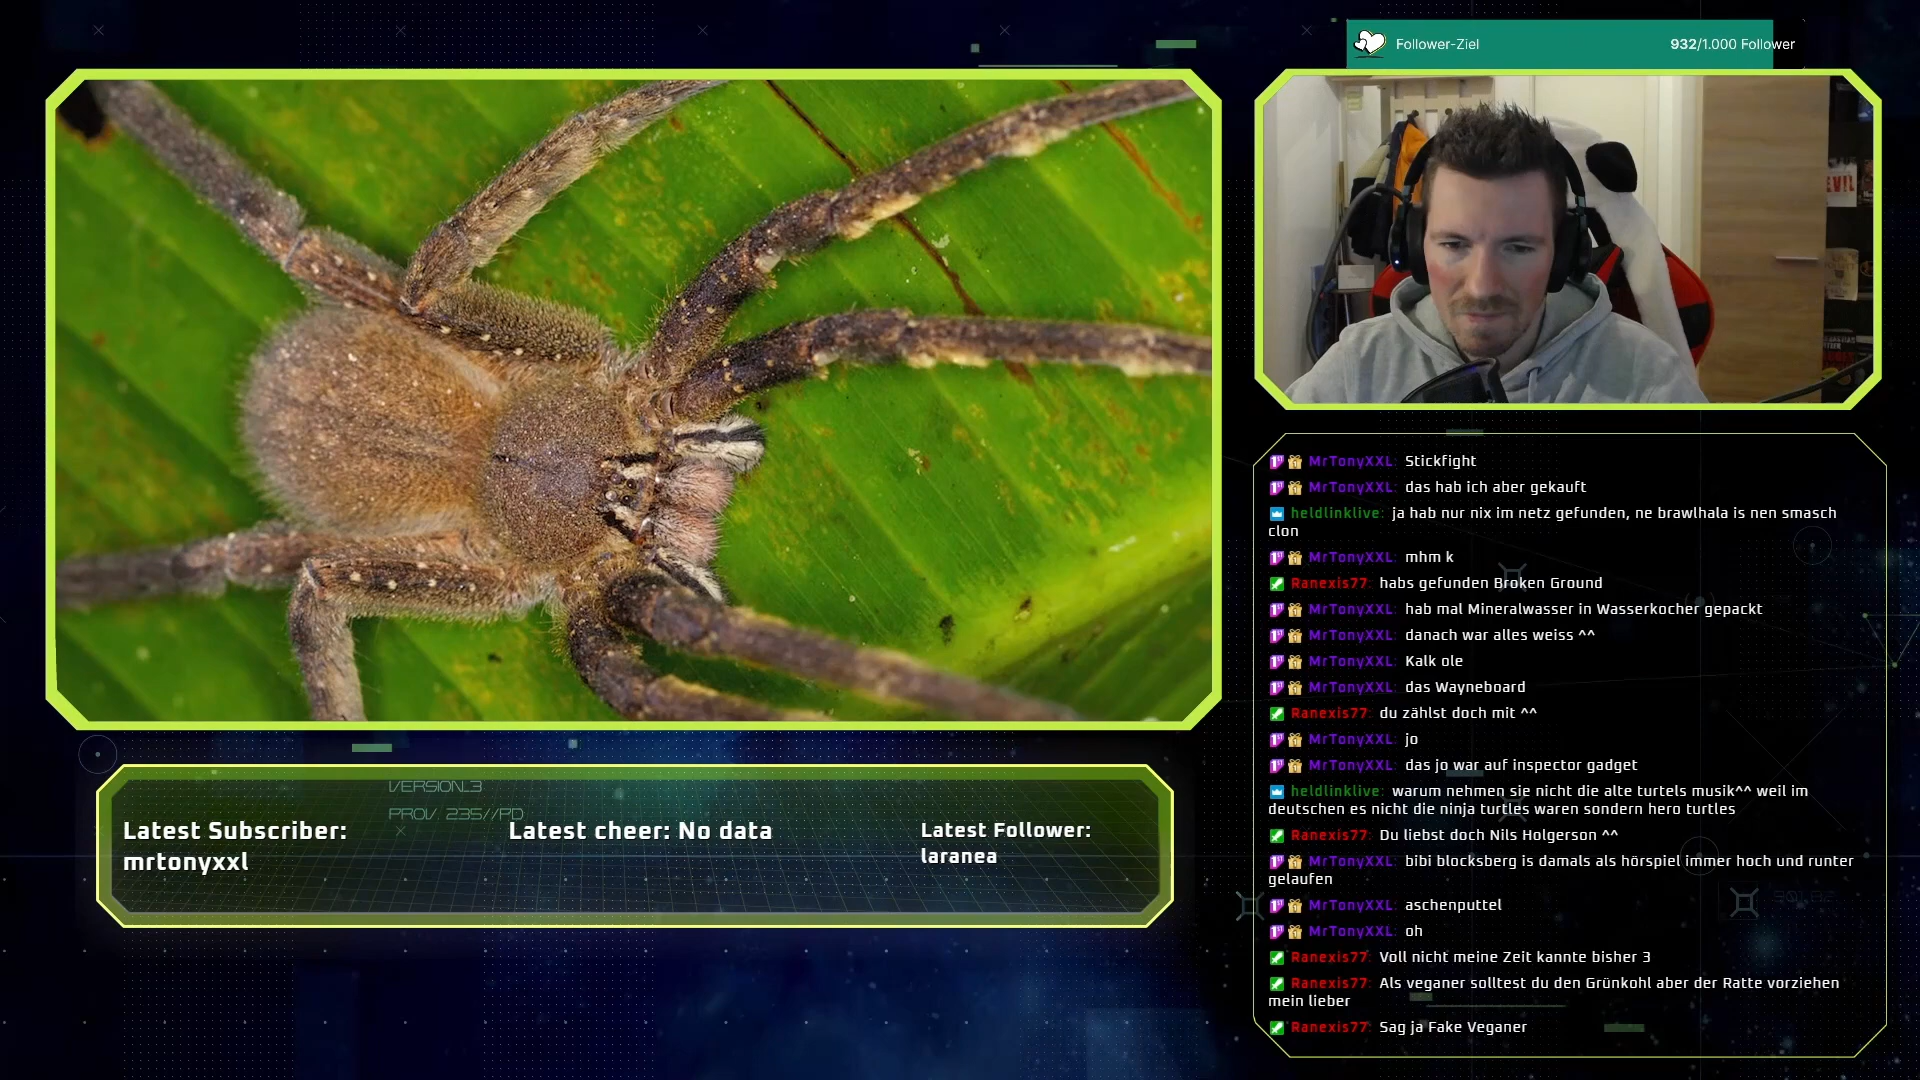 Follower-Ziel 932/1.000 Follower
EVIL
MrTonyXXL: Stickfight
MrTonyXXL: das hab ich aber gekauft
heldlinklive: ja hab nur nix im netz gefunden, ne brawlhala is nen smasch
clon
MrTonyXXL: mhm k
Ranexis77: habs gefunden Broken Ground
MrTonyXXL: hab mal Mineralwasser in Wasserkocher gepackt
MrTonyXXL: danach war alles weiss ^^
MrTonyXXL: Kalk ole
MrTonyXXL: das Wayneboard
Ranexis77: du zählst doch mit ^^
MrTonyXXL: jo
MrTonyXXL: das jo war auf inspector gadget
heldlinklive: warum nehmen sie nicht die alte turtels musik^^ weil im
deutschen es nicht die ninja turtles waren sondern hero turtles
Ranexis77: Du liebst doch Nils Holgerson ^^
MrTonyXXL: bibi blocksberg is damals als hörspiel immer hoch und runter
gelaufen
MrTonyXXL: aschenputtel
MrTonyXXL: oh
Ranexis77: Voll nicht meine Zeit kannte bisher 3
Ranexis77: Als veganer solltest du den Grünkohl aber der Ratte vorziehen
mein lieber
Ranexis77: Sag ja Fake Veganer
VERSION_3
PROV. 235//PD
Latest Subscriber:
mrtonyxxl
Latest cheer: No data
Latest Follower:
laranea